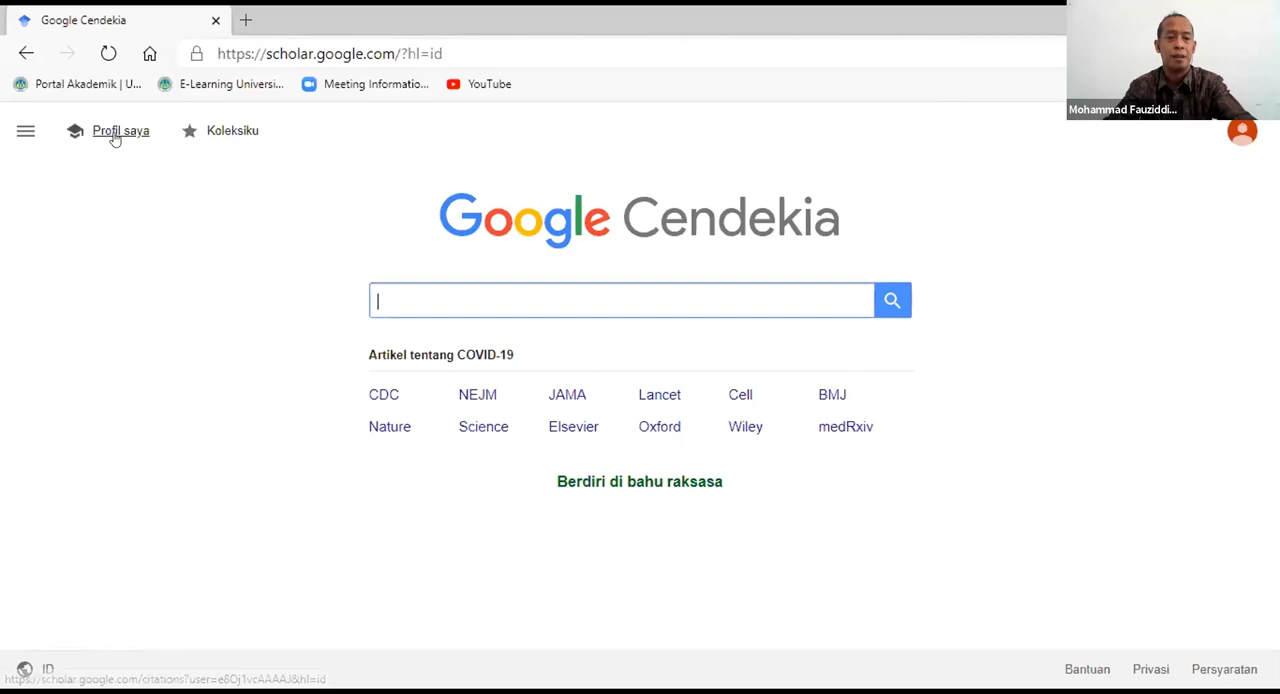 Google Cendekia
https://scholar.google.com/?hl=id
Portal Akademik | U... E-Learning Universi... Meeting Informatio... YouTube
Mohammad Fauziddi...
Profil saya Koleksiku
Google Cendekia
Artikel tentang COVID-19
CDC NEJM JAMA Lancet Cell BMJ
Nature Science Elsevier Oxford Wiley medRxiv
Berdiri di bahu raksasa
ID Bantuan Privasi Persyaratan